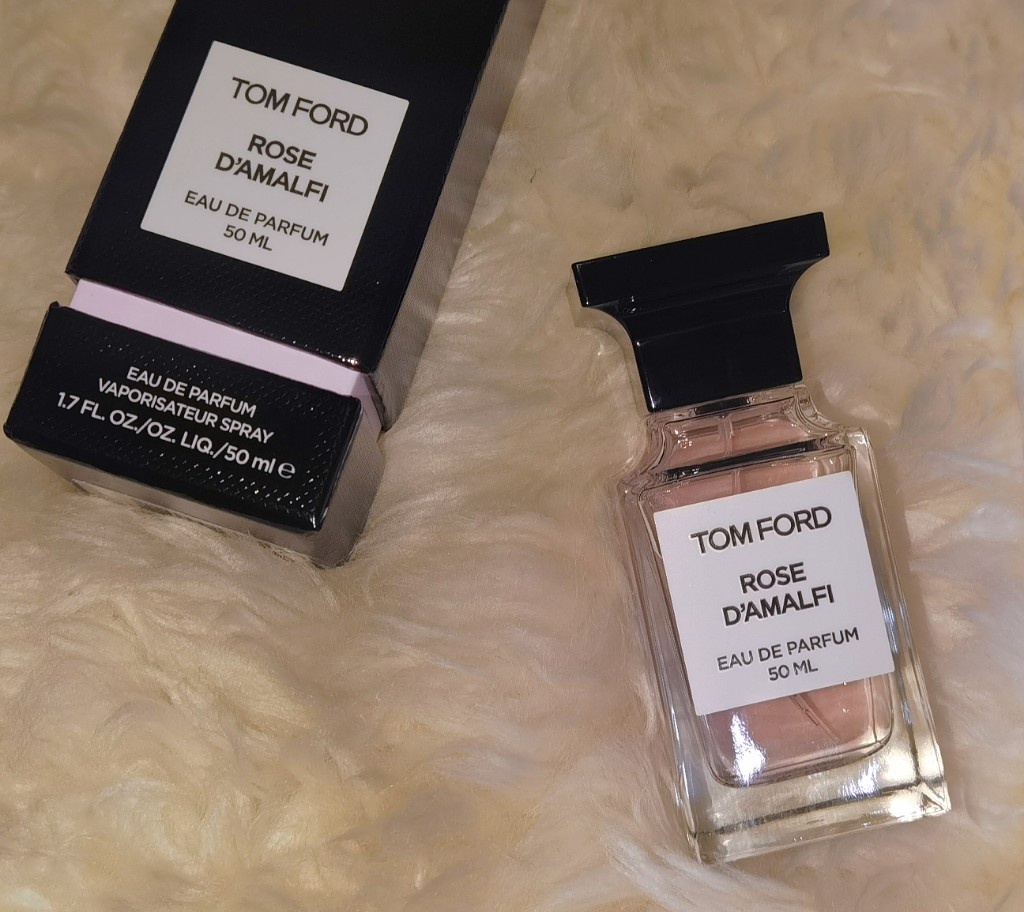 TOM FORD
ROSE
D'AMALFI
EAU DE PARFUM
50 ML
EAU DE PARFUM
VAPORISATEUR SPRAY
1.7 FL. OZ./OZ. LIQ./50 ml ℮
TOM FORD
ROSE
D'AMALFI
EAU DE PARFUM
50 ML